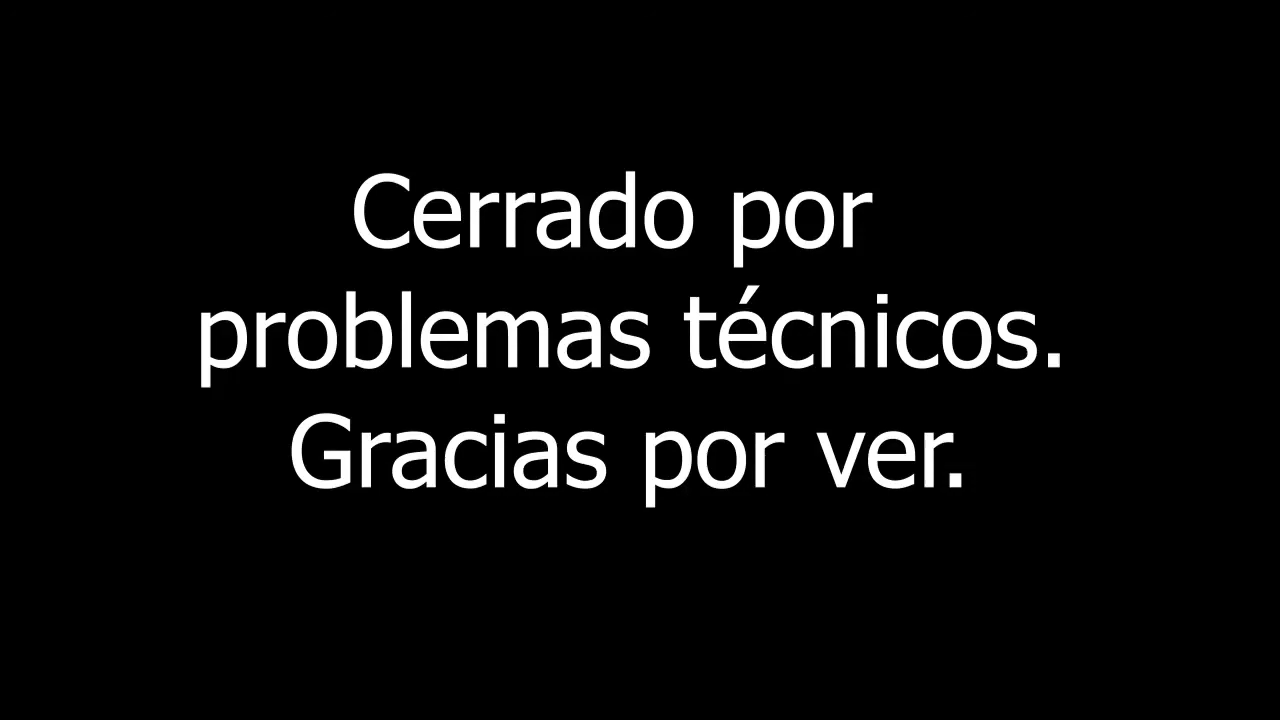 Cerrado por
problemas técnicos.
Gracias por ver.